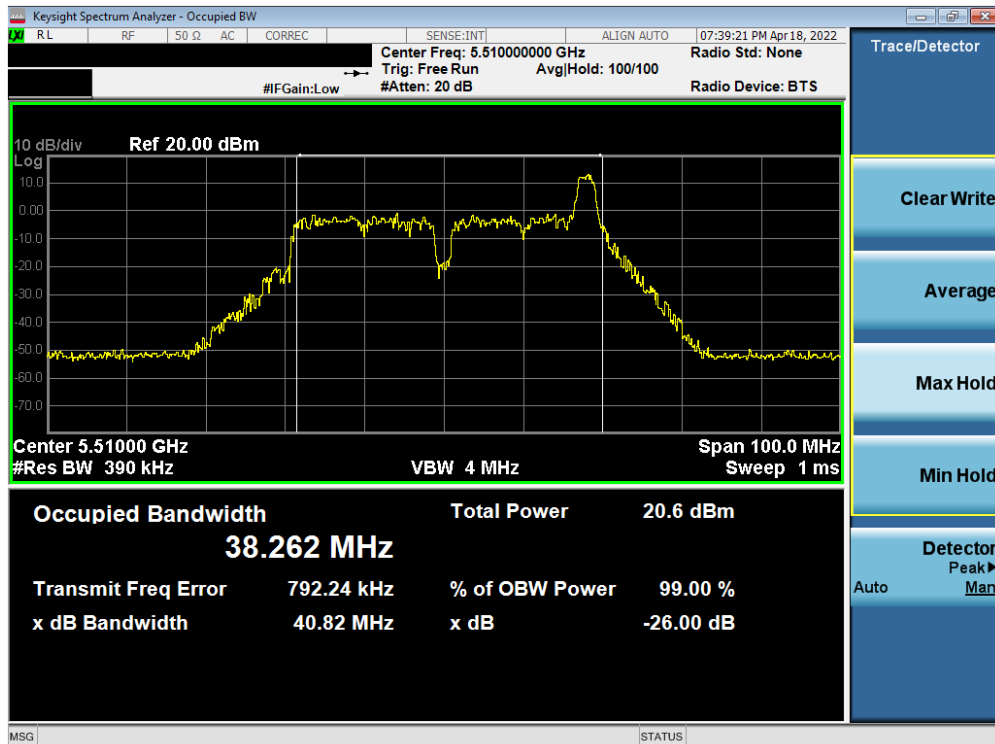 Keysight Spectrum Analyzer - Occupied BW
LXI RL RF 50 Ω AC CORREC SENSE:INT ALIGN AUTO 07:39:21 PM Apr 18, 2022
Center Freq: 5.510000000 GHz Radio Std: None
Trig: Free Run Avg|Hold: 100/100
#IFGain:Low #Atten: 20 dB Radio Device: BTS
10 dB/div Ref 20.00 dBm
Log
10.0
0.00
-10.0
-20.0
-30.0
-40.0
-50.0
-60.0
-70.0
Center 5.51000 GHz Span 100.0 MHz
#Res BW 390 kHz VBW 4 MHz Sweep 1 ms
Occupied Bandwidth Total Power 20.6 dBm
38.262 MHz
Transmit Freq Error 792.24 kHz % of OBW Power 99.00 %
x dB Bandwidth 40.82 MHz x dB -26.00 dB
MSG STATUS
Trace/Detector
Clear Write
Average
Max Hold
Min Hold
Detector
Peak▶
Auto Man